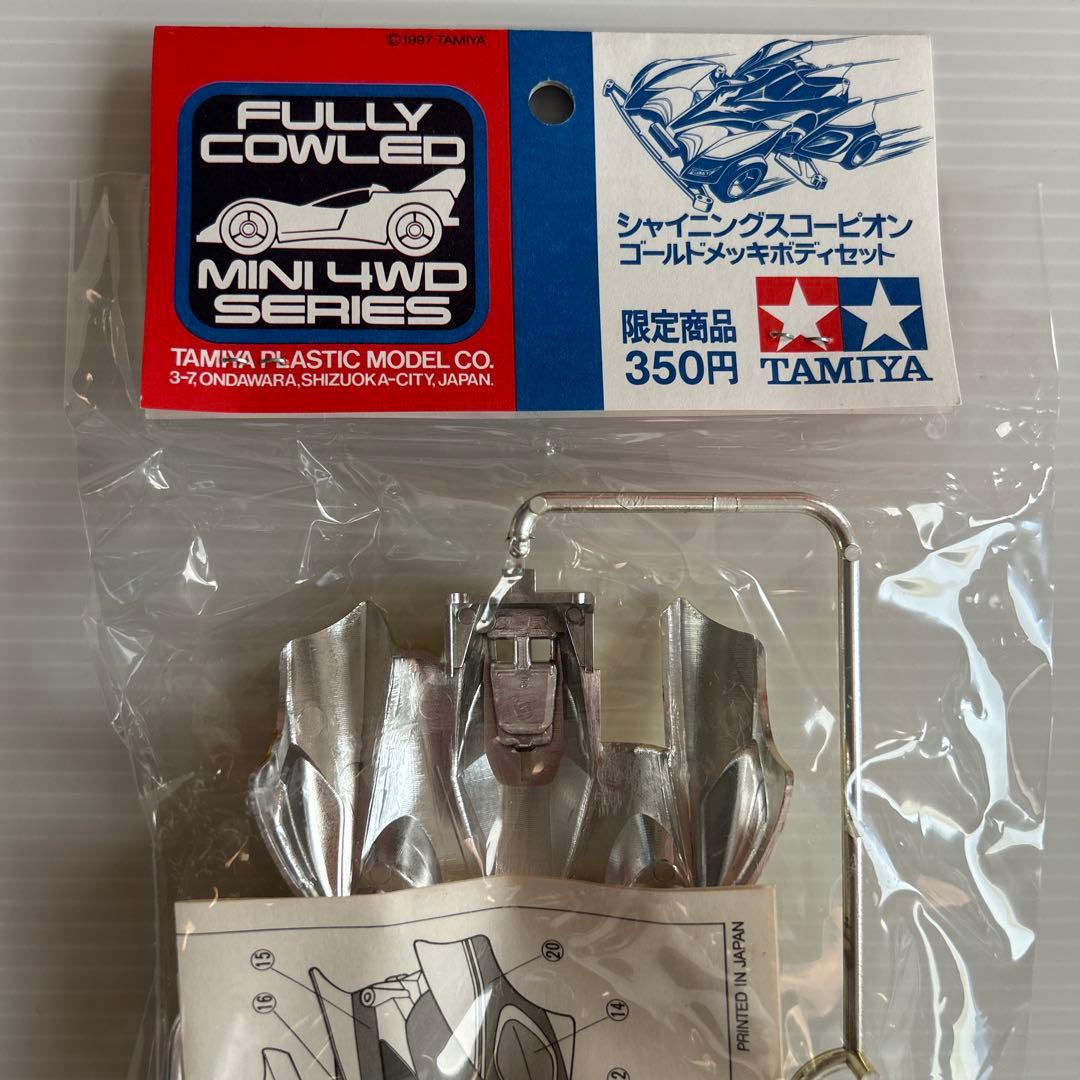 ©1997 TAMIYA
FULLY
COWLED
MINI 4WD
SERIES
TAMIYA PLASTIC MODEL CO.
3-7, ONDAWARA, SHIZUOKA-CITY, JAPAN.
シャイニングスコーピオン
ゴールドメッキボディセット
限定商品
350円
TAMIYA
15
16
20
14
PRINTED IN JAPAN